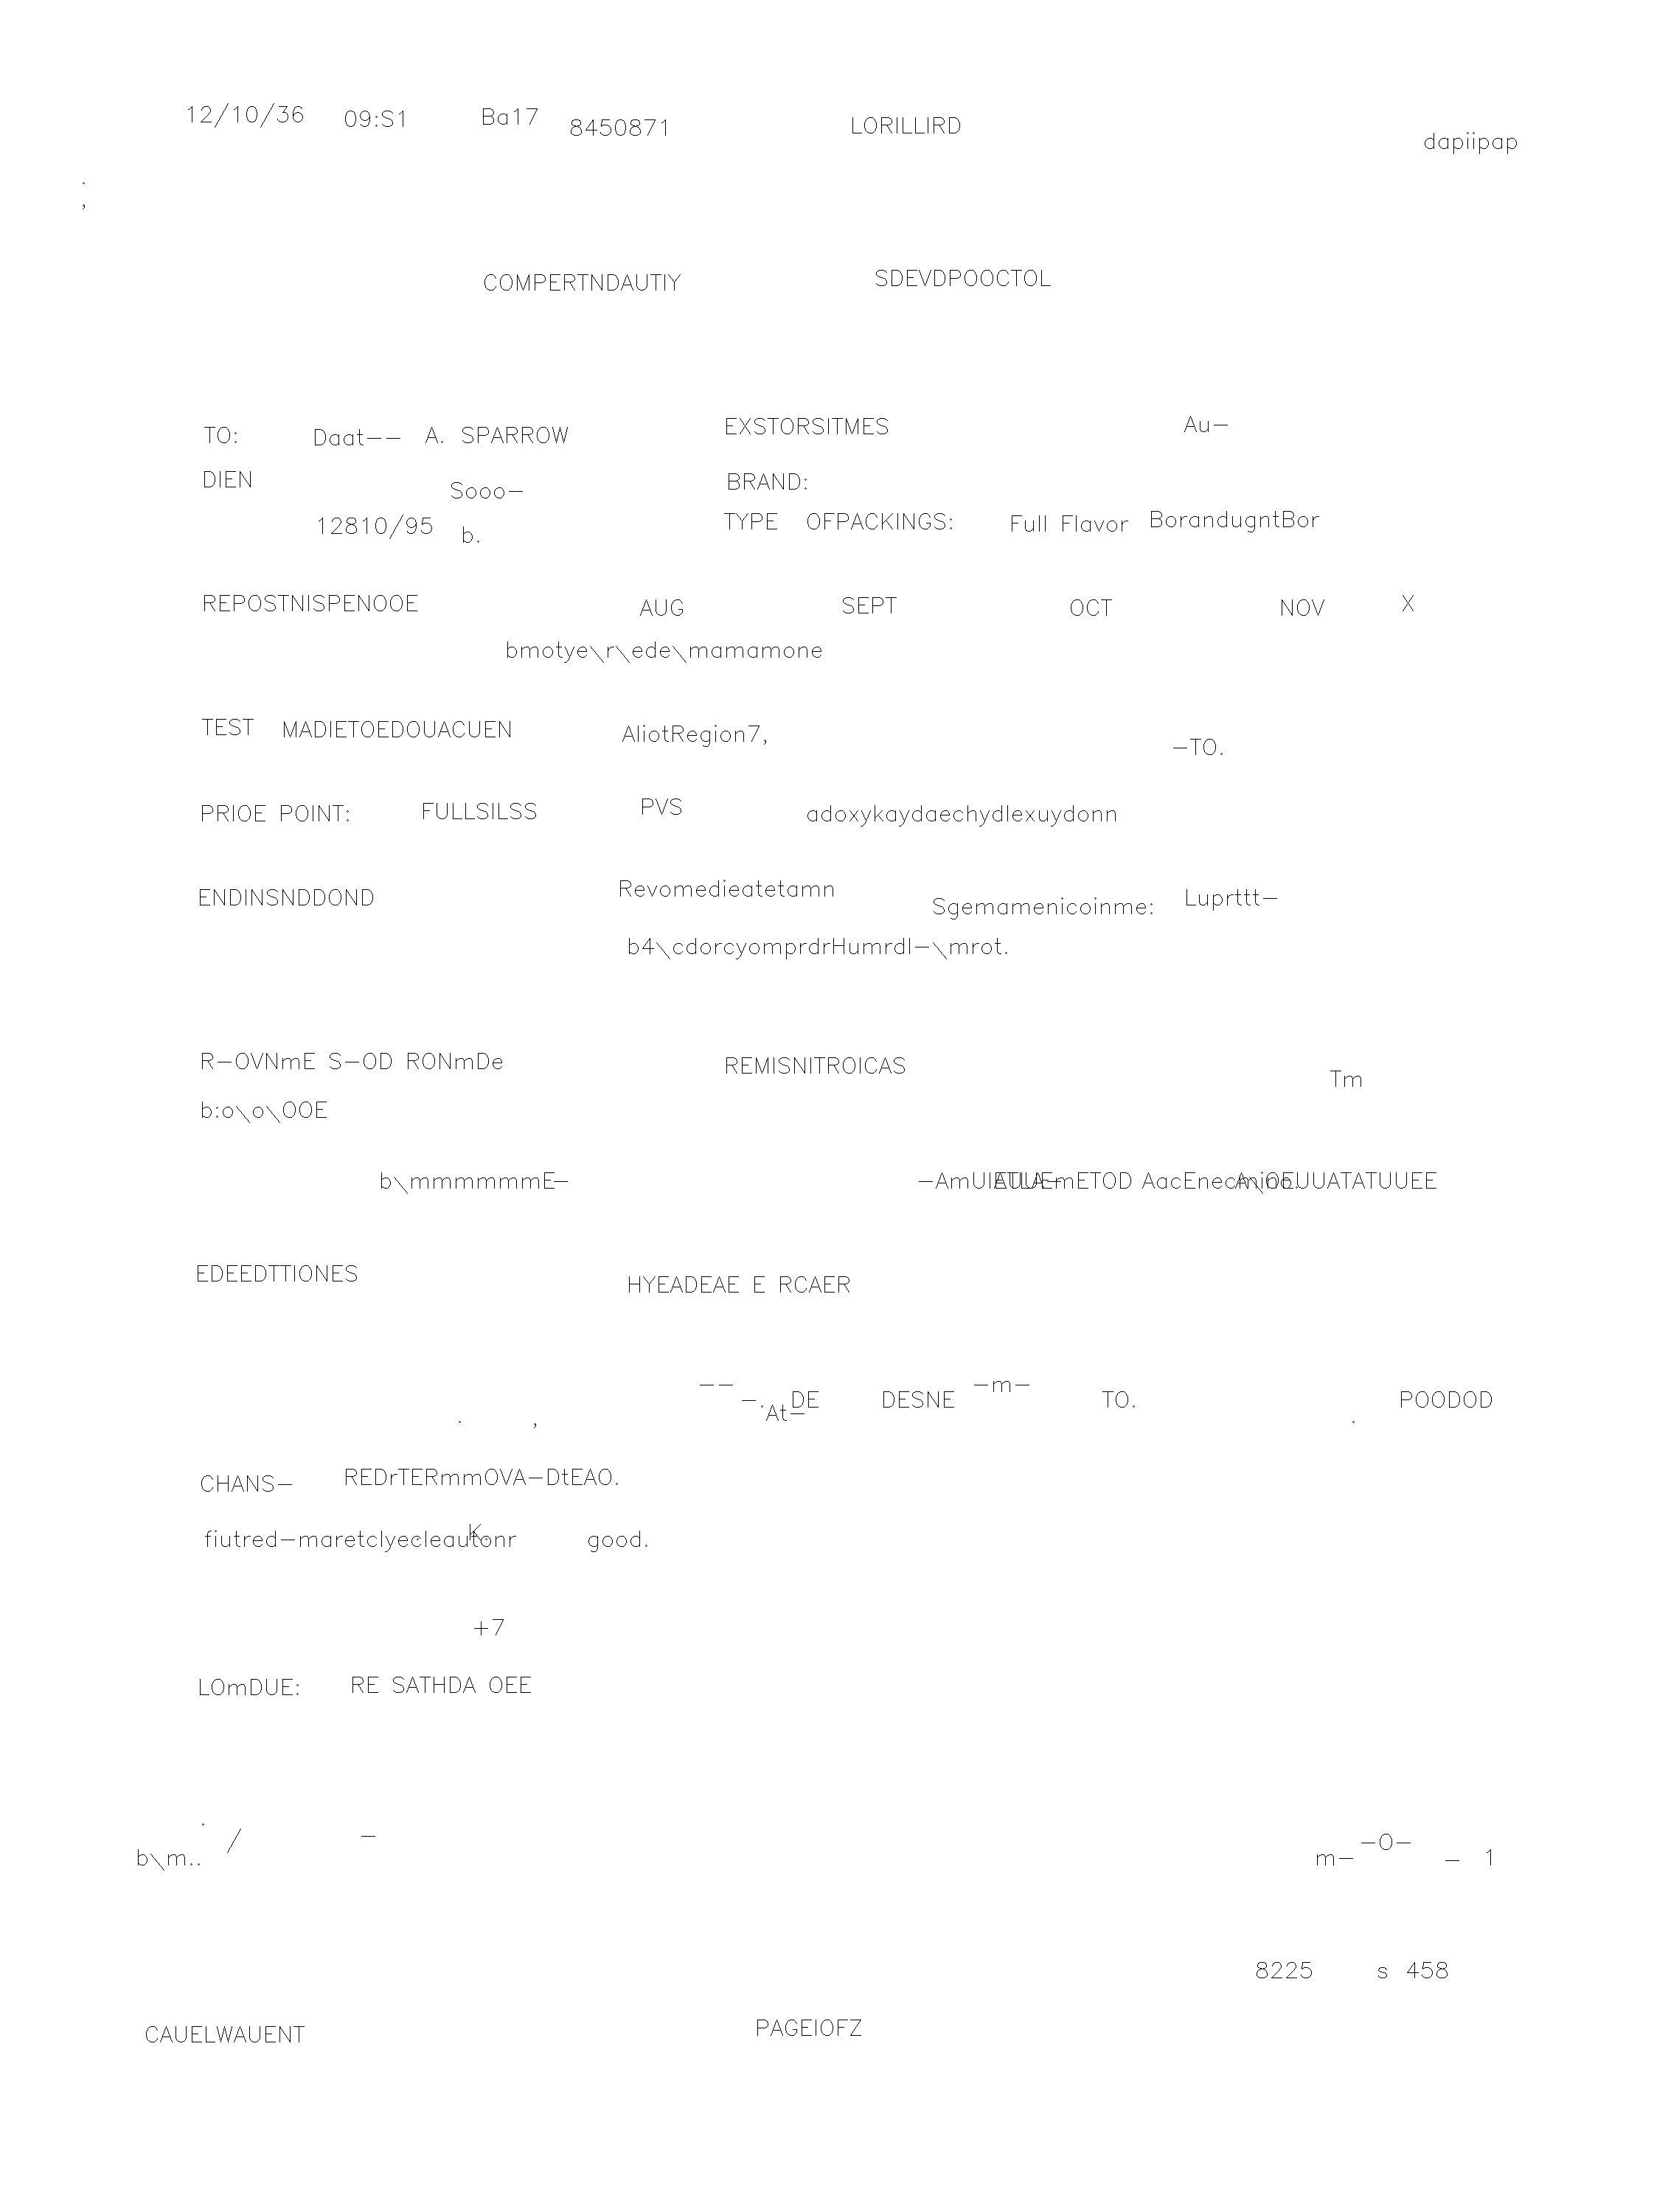 12/10/36 09:S1 Ba17 8450871 LORILLIRD dapiipap
.
,
COMPERTNDAUTIY SDEVDPOOCTOL
TO: Daat-- A. SPARROW EXSTORSITMES Au-
DIEN Sooo- BRAND:
12810/95 b. TYPE OFPACKINGS: Full Flavor BorandugntBor
REPOSTNISPENOOE AUG SEPT OCT NOV X
bmotye\r\ede\mamamone
TEST MADIETOEDOUACUEN AliotRegion7, -TO.
PRIOE POINT: FULLSILSS PVS adoxykaydaechydlexuydonn
ENDINSNDDOND Revomedieatetamn Sgemamenicoinme: Luprttt-
b4\cdorcyomprdrHumrdl-\mrot.
R-OVNmE S-OD RONmDe REMISNITROICAS Tm
b:o\o\OOE
b\mmmmmmE-
EDEEDTTIONES HYEADEAE E RCAER
-- -. DE DESNE -m- TO. POODOD
. , At- .
CHANS- REDrTERmmOVA-DtEAO.
fiutred-maretclyecleautonr K. good.
+7
LOmDUE: RE SATHDA OEE
. / - -O-
b\m.. m- - 1
8225 s 458
CAUELWAUENT PAGEIOFZ